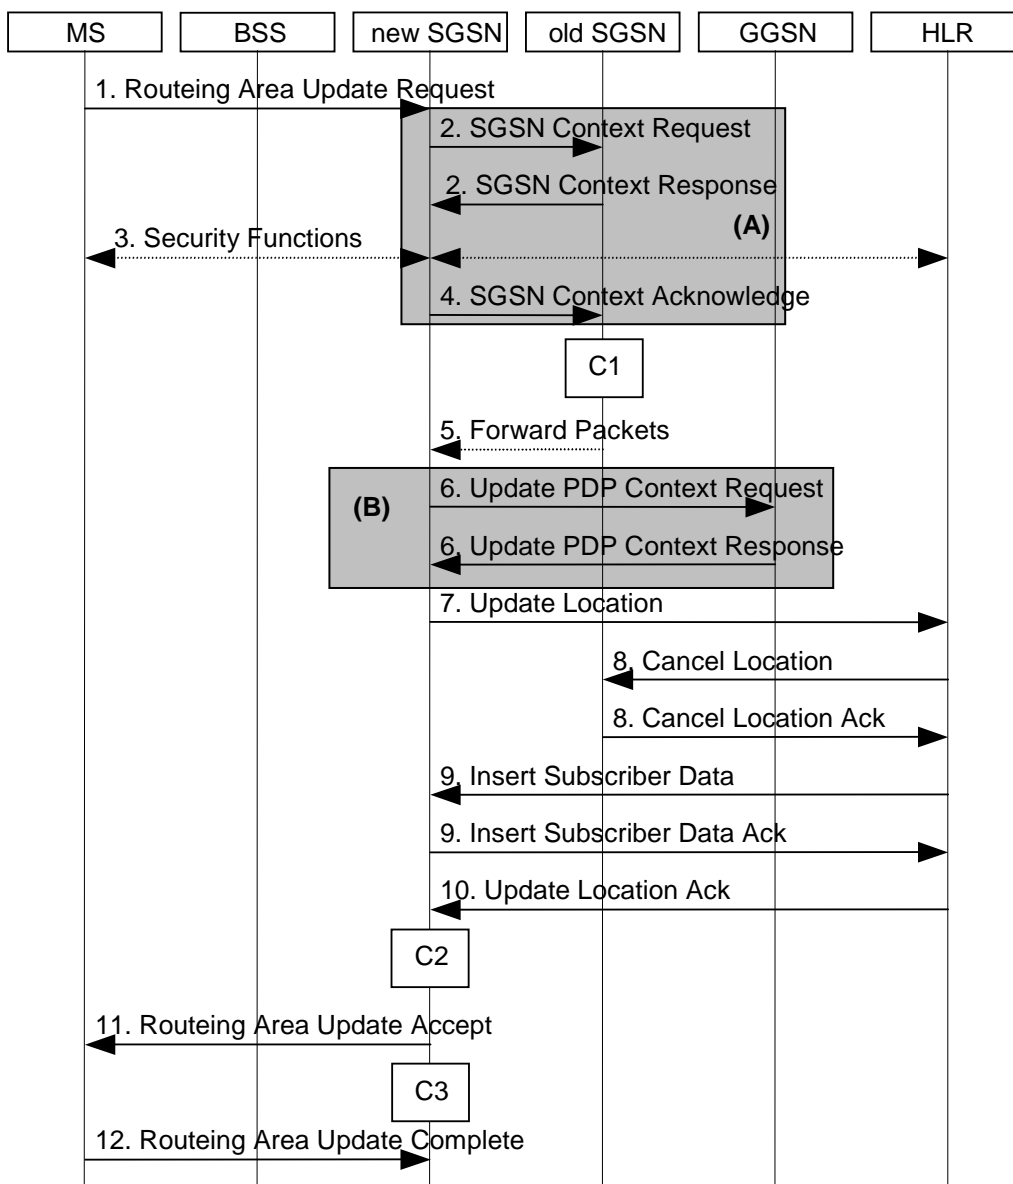 MS BSS new SGSN old SGSN GGSN HLR
1. Routeing Area Update Request
2. SGSN Context Request
2. SGSN Context Response
(A)
3. Security Functions
4. SGSN Context Acknowledge
C1
5. Forward Packets
6. Update PDP Context Request
(B)
6. Update PDP Context Response
7. Update Location
8. Cancel Location
8. Cancel Location Ack
9. Insert Subscriber Data
9. Insert Subscriber Data Ack
10. Update Location Ack
C2
11. Routeing Area Update Accept
C3
12. Routeing Area Update Complete